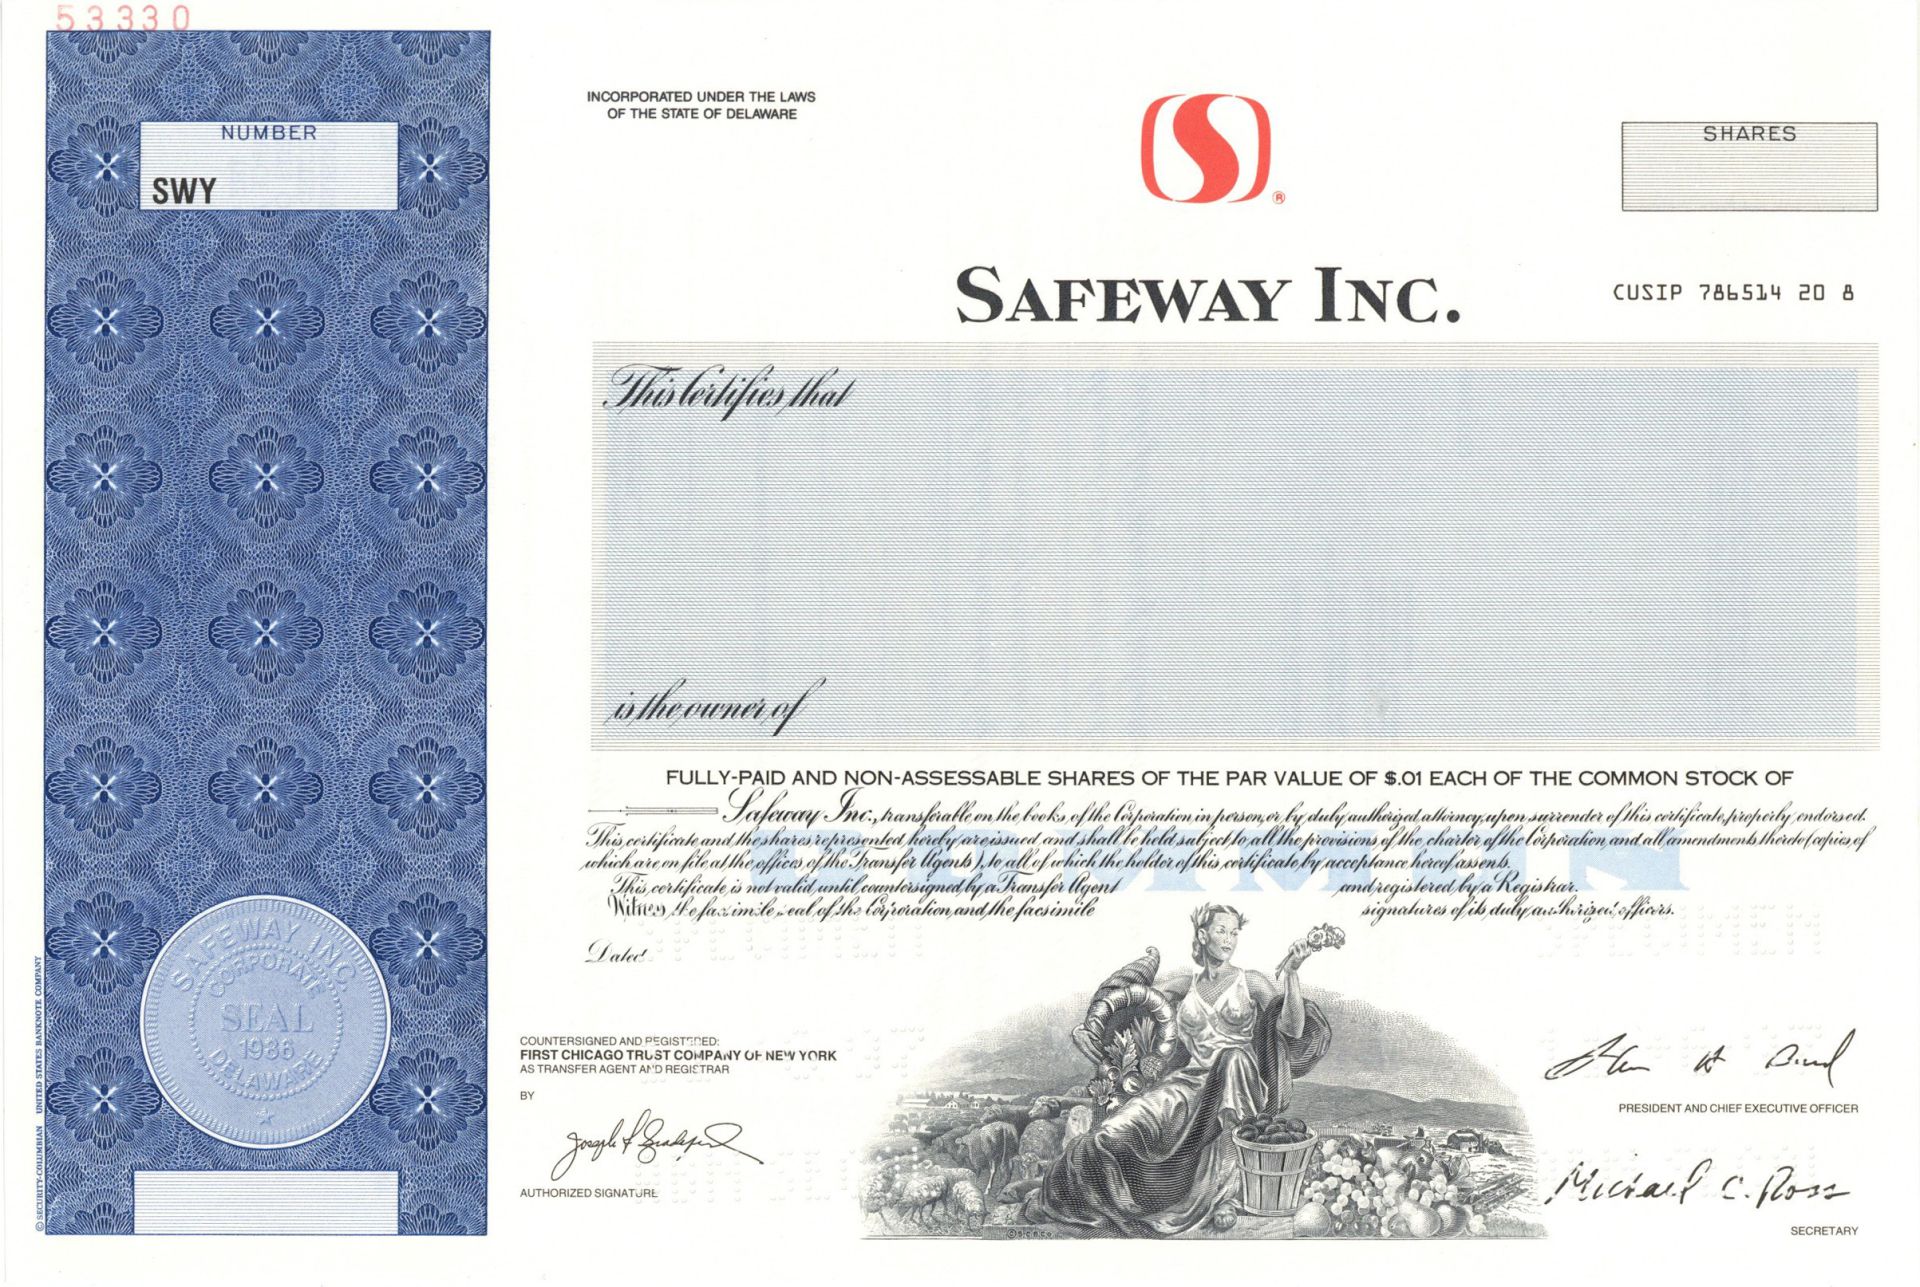 53330
NUMBER
SWY
INCORPORATED UNDER THE LAWS
OF THE STATE OF DELAWARE
S
®
SHARES
SAFEWAY INC.
CUSIP 786514 20 8
This Certifies that
is the owner of
FULLY-PAID AND NON-ASSESSABLE SHARES OF THE PAR VALUE OF $.01 EACH OF THE COMMON STOCK OF
Safeway Inc., transferable on the books of the Corporation in person or by duly authorized attorney upon surrender of this certificate properly endorsed.
This certificate and the shares represented hereby are issued and shall be held subject to all the provisions of the charter of the Corporation and all amendments thereto (copies of
which are on file at the offices of the Transfer Agents), to all of which the holder of this certificate by acceptance hereof assents.
This certificate is not valid until countersigned by a Transfer Agent and registered by a Registrar.
Witness the facsimile seal of the Corporation and the facsimile signatures of its duly authorized officers.
COMMON
SPECIMEN SPECIMEN
Dated
SAFEWAY INC.
CORPORATE
SEAL
1986
DELAWARE
COUNTERSIGNED AND REGISTERED:
FIRST CHICAGO TRUST COMPANY OF NEW YORK
AS TRANSFER AGENT AND REGISTRAR
BY
AUTHORIZED SIGNATURE
PRESIDENT AND CHIEF EXECUTIVE OFFICER
Michael C. Ross
SECRETARY
© SECURITY-COLUMBIAN UNITED STATES BANKNOTE COMPANY